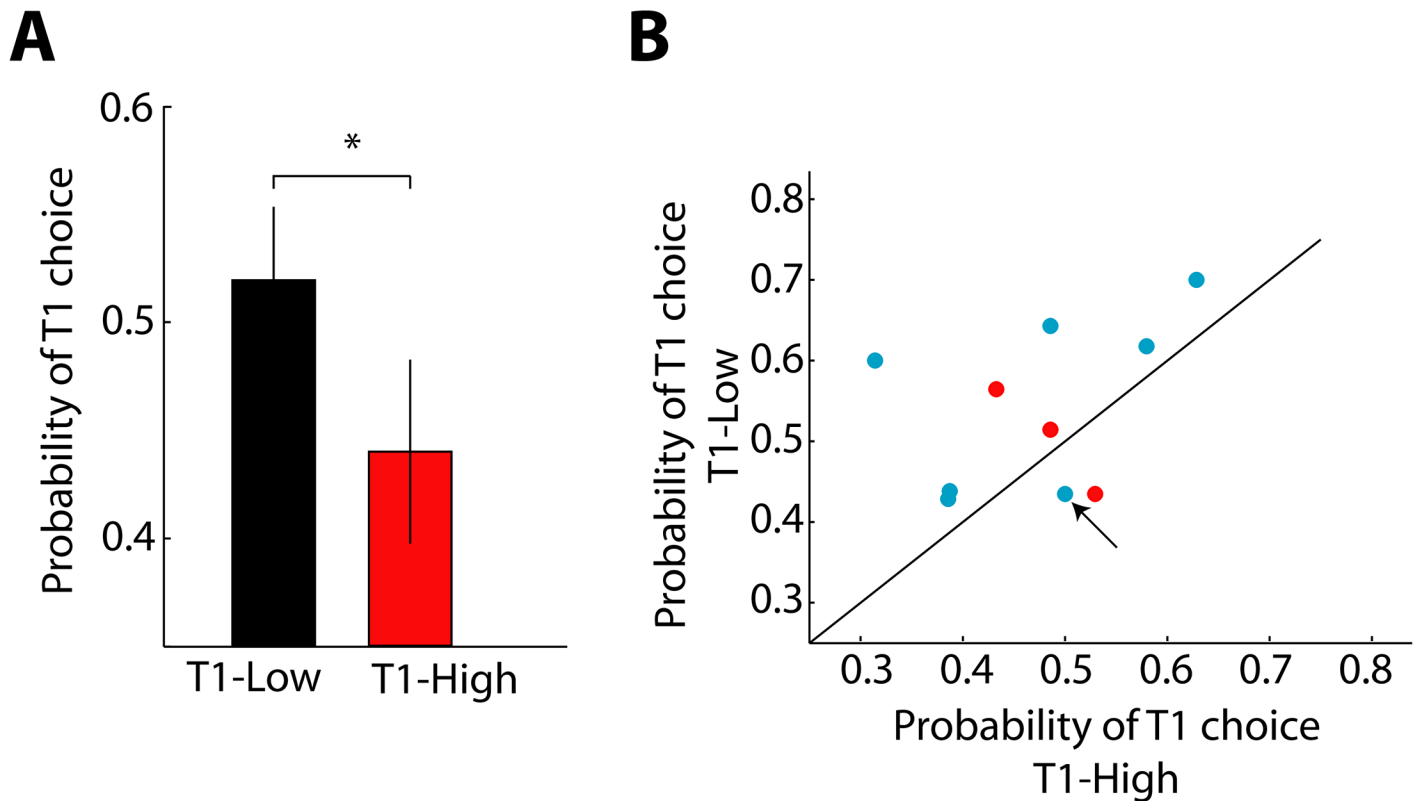 A
B
0.6
0.5
0.4
Probability of T1 choice
*
T1-Low
T1-High
Probability of T1 choice
T1-Low
0.8
0.7
0.6
0.5
0.4
0.3
0.3 0.4 0.5 0.6 0.7 0.8
Probability of T1 choice
T1-High